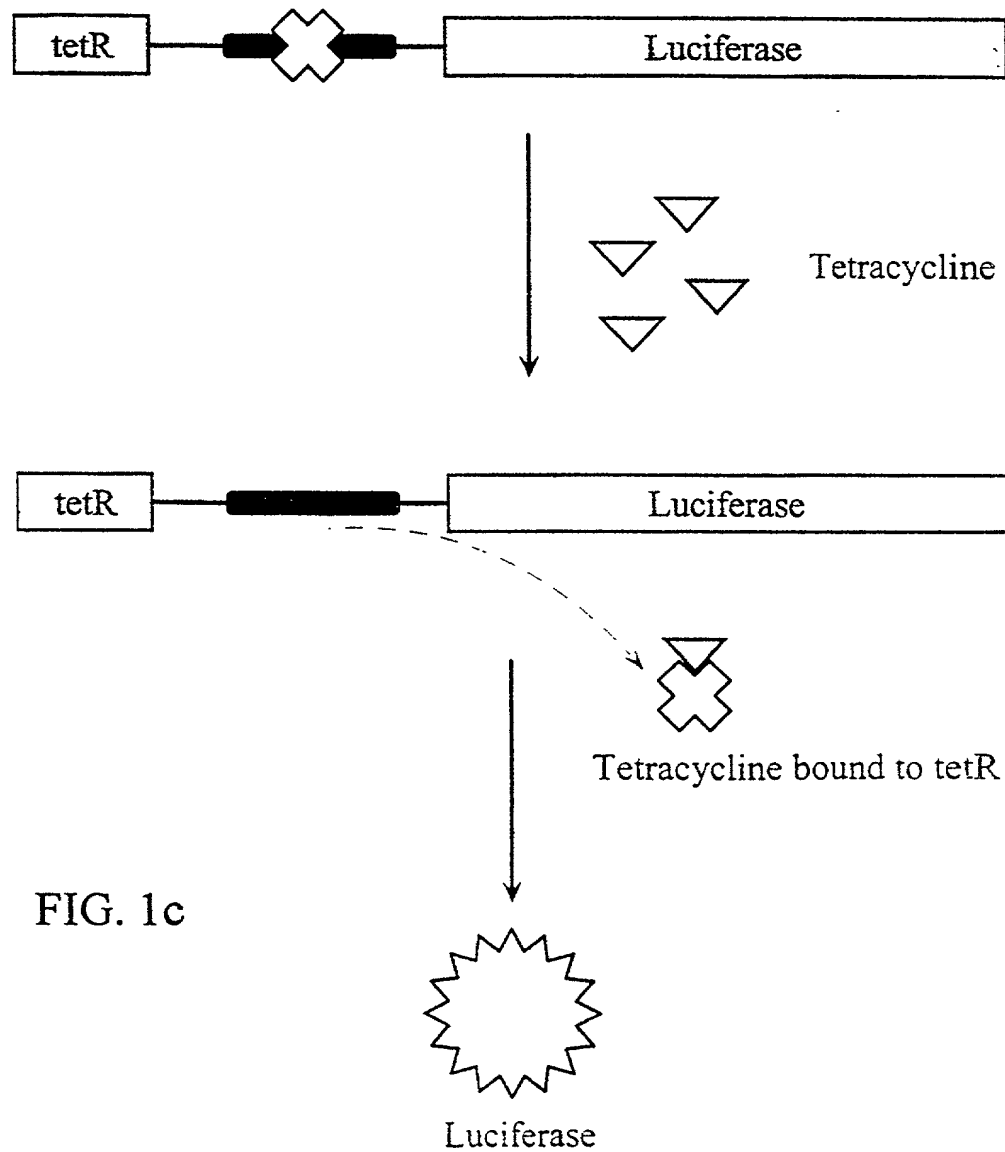 tetR
Luciferase
Tetracycline
tetR
Luciferase
Tetracycline bound to tetR
FIG. 1c
Luciferase